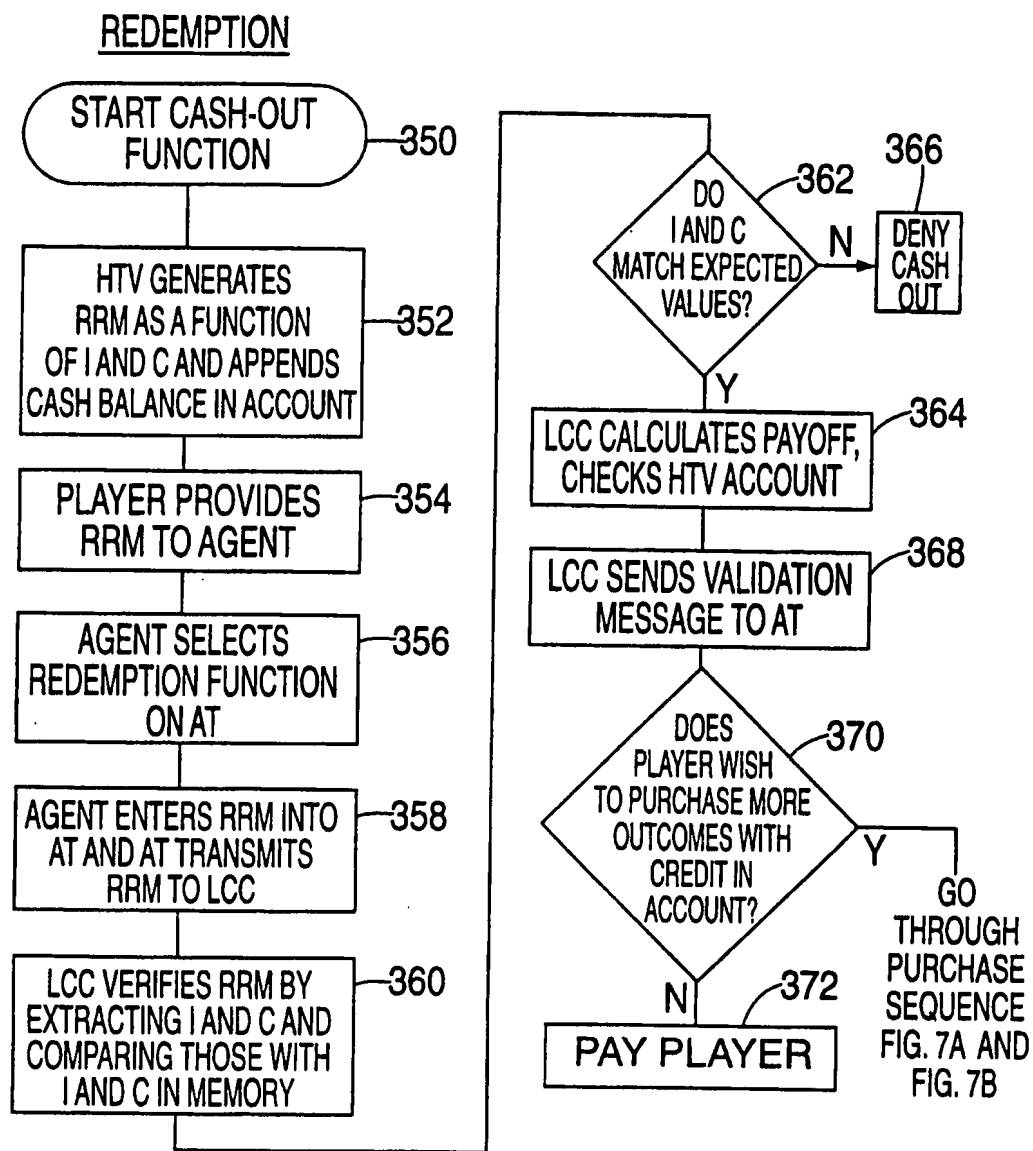 REDEMPTION
START CASH-OUT
FUNCTION
350
HTV GENERATES
RRM AS A FUNCTION
OF I AND C AND APPENDS
CASH BALANCE IN ACCOUNT
352
PLAYER PROVIDES
RRM TO AGENT
354
AGENT SELECTS
REDEMPTION FUNCTION
ON AT
356
AGENT ENTERS RRM INTO
AT AND AT TRANSMITS
RRM TO LCC
358
LCC VERIFIES RRM BY
EXTRACTING I AND C AND
COMPARING THOSE WITH
I AND C IN MEMORY
360
DO
I AND C
MATCH EXPECTED
VALUES?
362
N
366
DENY
CASH
OUT
Y
LCC CALCULATES PAYOFF,
CHECKS HTV ACCOUNT
364
LCC SENDS VALIDATION
MESSAGE TO AT
368
DOES
PLAYER WISH
TO PURCHASE MORE
OUTCOMES WITH
CREDIT IN
ACCOUNT?
370
Y
GO
THROUGH
PURCHASE
SEQUENCE
FIG. 7A AND
FIG. 7B
N
372
PAY PLAYER